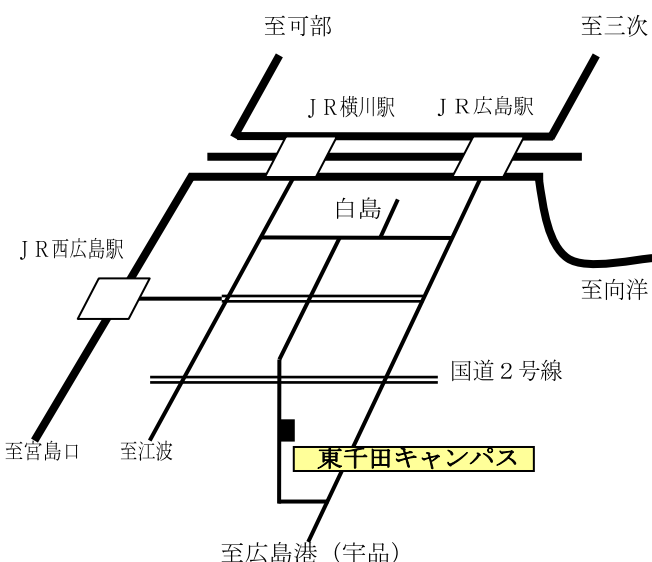 至可部
至三次
ＪＲ横川駅
ＪＲ広島駅
白島
ＪＲ西広島駅
至向洋
国道２号線
至宮島口
至江波
東千田キャンパス
至広島港（宇品）